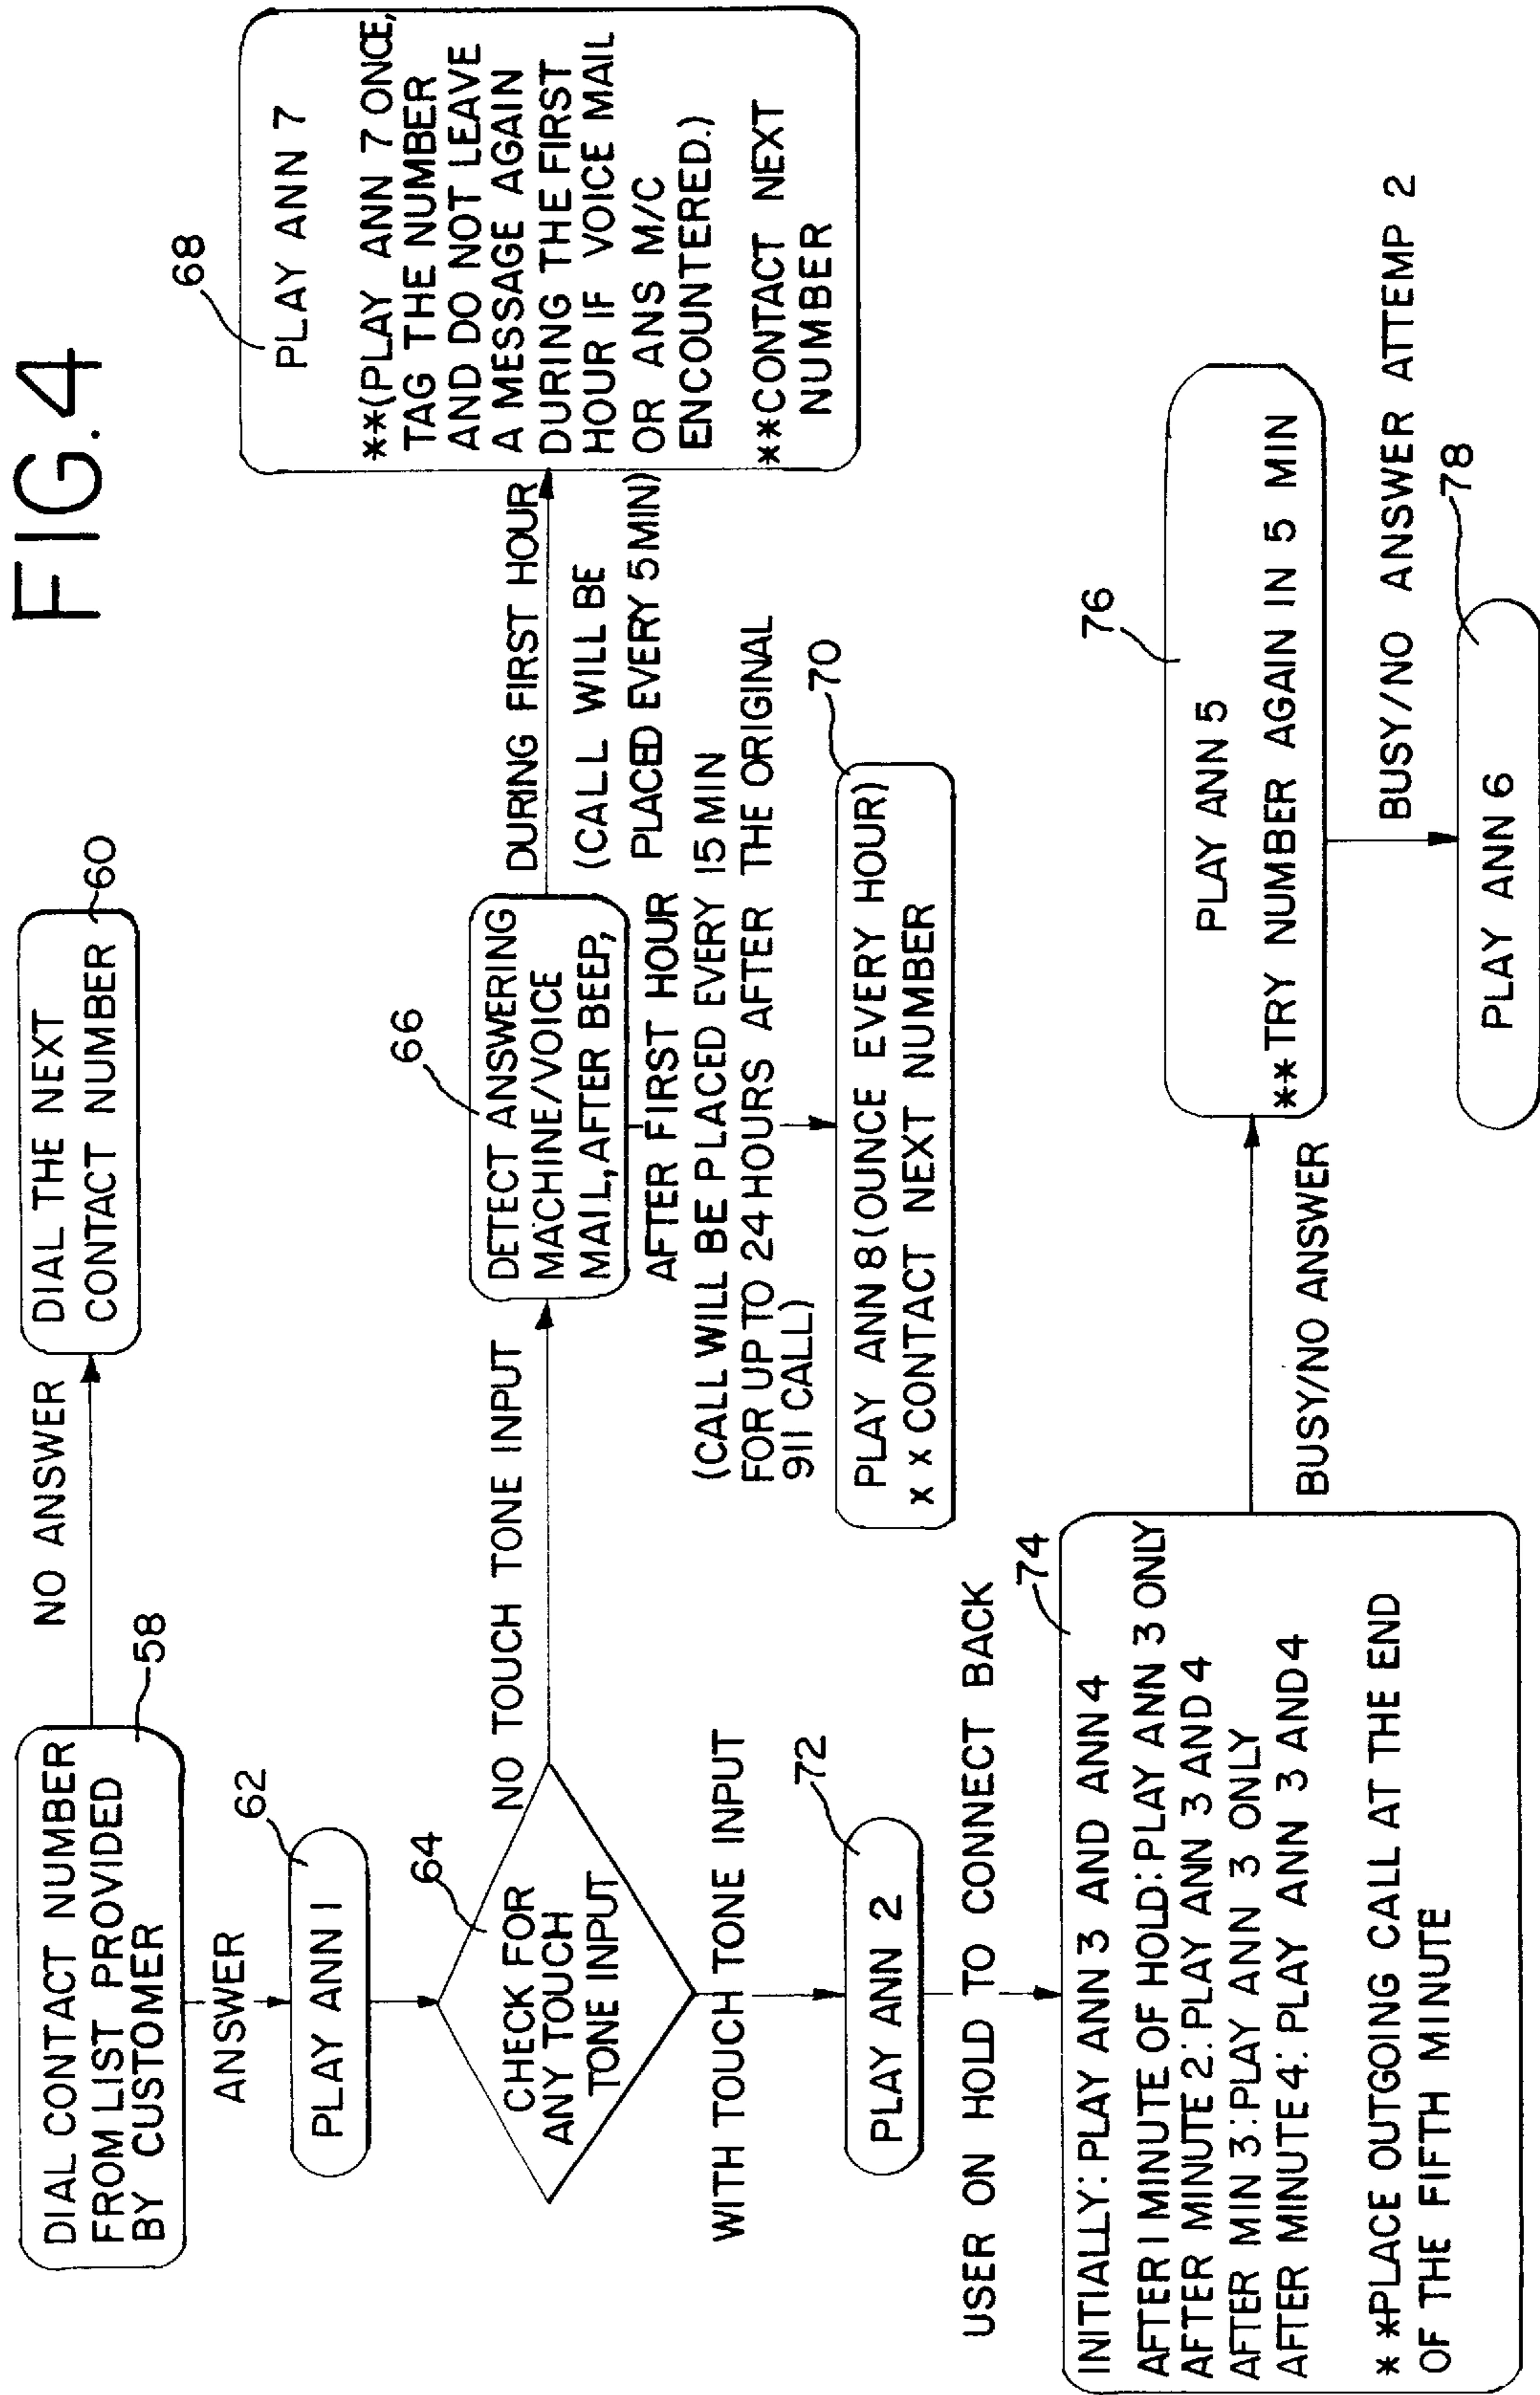 FIG.4
DIAL CONTACT NUMBER
FROM LIST PROVIDED
BY CUSTOMER
58
NO ANSWER
DIAL THE NEXT
CONTACT NUMBER
60
ANSWER
62
PLAY ANN 1
64
CHECK FOR
ANY TOUCH
TONE INPUT
NO TOUCH TONE INPUT
66
DETECT ANSWERING
MACHINE/VOICE
MAIL, AFTER BEEP,
DURING FIRST HOUR
(CALL WILL BE
PLACED EVERY 5 MIN)
68
PLAY ANN 7
**(PLAY ANN 7 ONCE,
TAG THE NUMBER
AND DO NOT LEAVE
A MESSAGE AGAIN
DURING THE FIRST
HOUR IF VOICE MAIL
OR ANS M/C
ENCOUNTERED.)
**CONTACT NEXT
NUMBER
AFTER FIRST HOUR
(CALL WILL BE PLACED EVERY 15 MIN
FOR UP TO 24 HOURS AFTER THE ORIGINAL
911 CALL)
70
PLAY ANN 8 (OUNCE EVERY HOUR)
x x CONTACT NEXT NUMBER
WITH TOUCH TONE INPUT
72
PLAY ANN 2
USER ON HOLD TO CONNECT BACK
74
INITIALLY: PLAY ANN 3 AND ANN 4
AFTER 1 MINUTE OF HOLD: PLAY ANN 3 ONLY
AFTER MINUTE 2: PLAY ANN 3 AND 4
AFTER MIN 3: PLAY ANN 3 ONLY
AFTER MINUTE 4: PLAY ANN 3 AND 4
* *PLACE OUTGOING CALL AT THE END
OF THE FIFTH MINUTE
BUSY/NO ANSWER
76
PLAY ANN 5
**TRY NUMBER AGAIN IN 5 MIN
BUSY/NO ANSWER ATTEMP 2
78
PLAY ANN 6